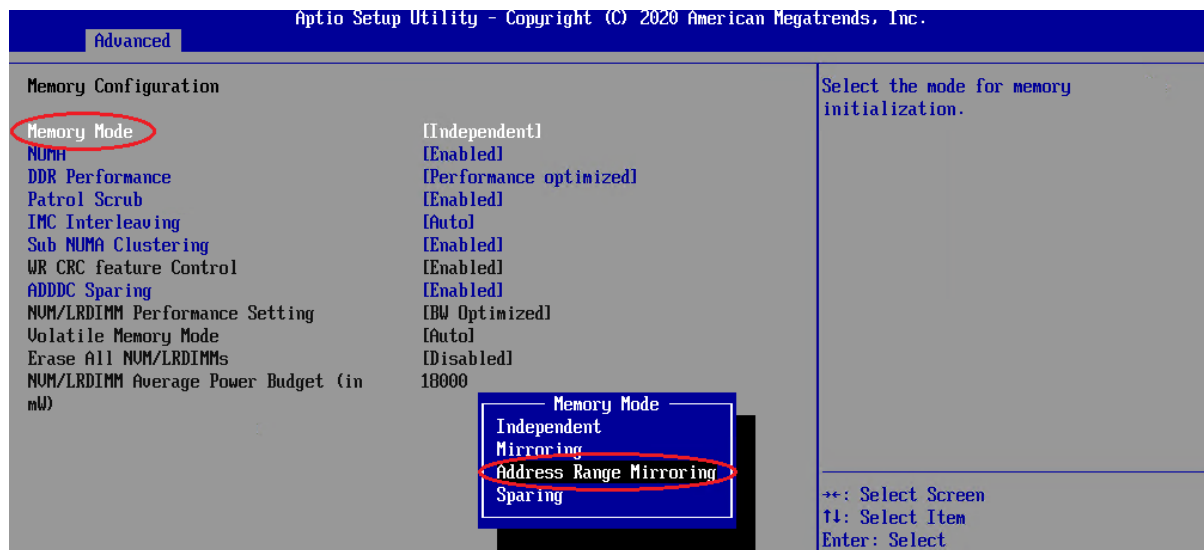 Aptio Setup Utility - Copyright (C) 2020 American Megatrends, Inc.
Advanced
Memory Configuration
Memory Mode [Independent]
NUMA [Enabled]
DDR Performance [Performance optimized]
Patrol Scrub [Enabled]
IMC Interleaving [Auto]
Sub NUMA Clustering [Enabled]
WR CRC feature Control [Enabled]
ADDDC Sparing [Enabled]
NVM/LRDIMM Performance Setting [BW Optimized]
Volatile Memory Mode [Auto]
Erase All NVM/LRDIMMs [Disabled]
NVM/LRDIMM Average Power Budget (in 18000
mW)
Memory Mode
Independent
Mirroring
Address Range Mirroring
Sparing
Select the mode for memory
initialization.
→←: Select Screen
↑↓: Select Item
Enter: Select